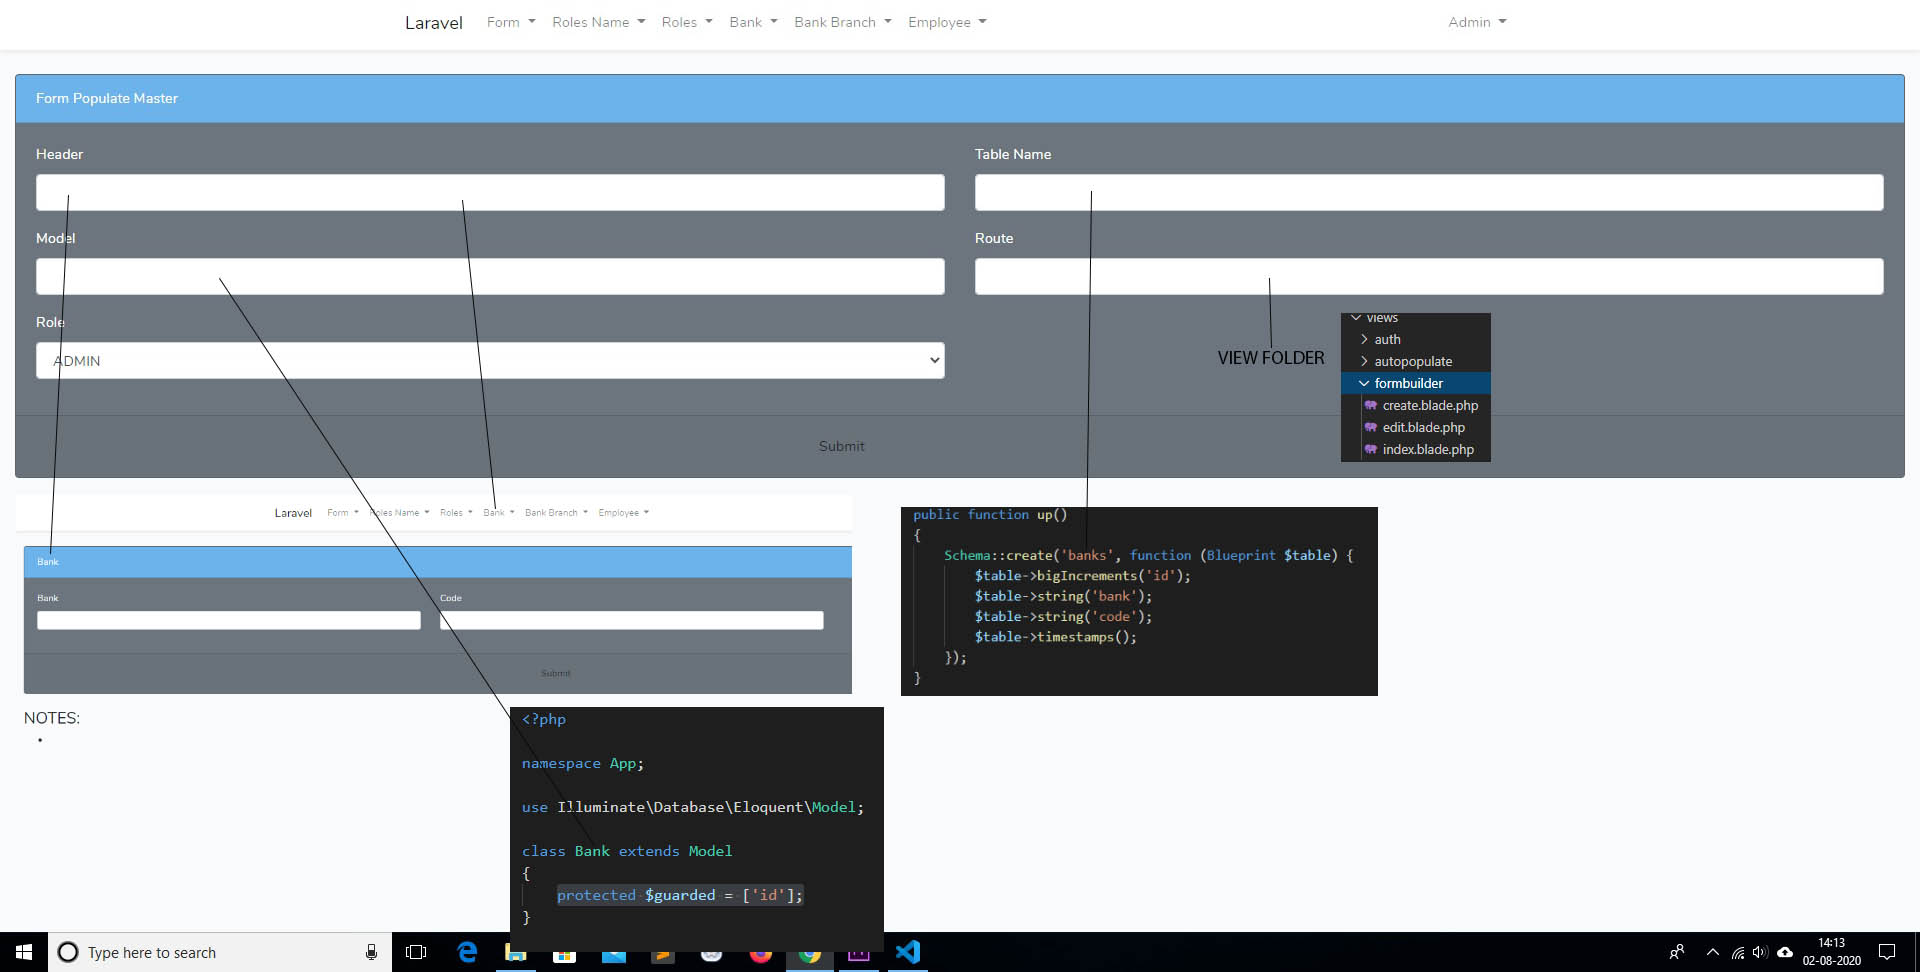 Laravel Form Roles Name Roles Bank Bank Branch Employee Admin
Form Populate Master
Header Table Name
Model Route
Role
ADMIN
VIEW FOLDER
views
auth
autopopulate
formbuilder
create.blade.php
edit.blade.php
index.blade.php
Submit
Laravel Form Roles Name Roles Bank Bank Branch Employee
Bank
Bank Code
Submit
public function up()
{
Schema::create('banks', function (Blueprint $table) {
$table->bigIncrements('id');
$table->string('bank');
$table->string('code');
$table->timestamps();
});
}
NOTES:
•
<?php
namespace App;
use Illuminate\Database\Eloquent\Model;
class Bank extends Model
{
protected $guarded = ['id'];
}
Type here to search
14:13
02-08-2020